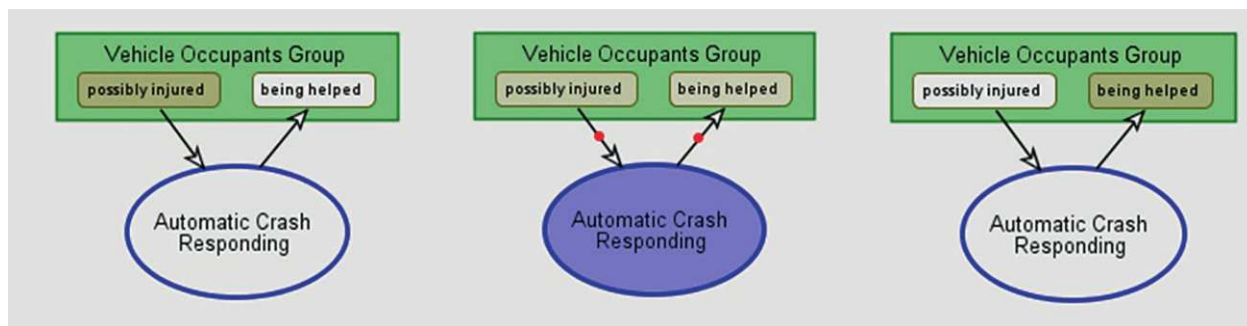 Vehicle Occupants Group
possibly injured
being helped
Automatic Crash
Responding
Vehicle Occupants Group
possibly injured
being helped
Automatic Crash
Responding
Vehicle Occupants Group
possibly injured
being helped
Automatic Crash
Responding